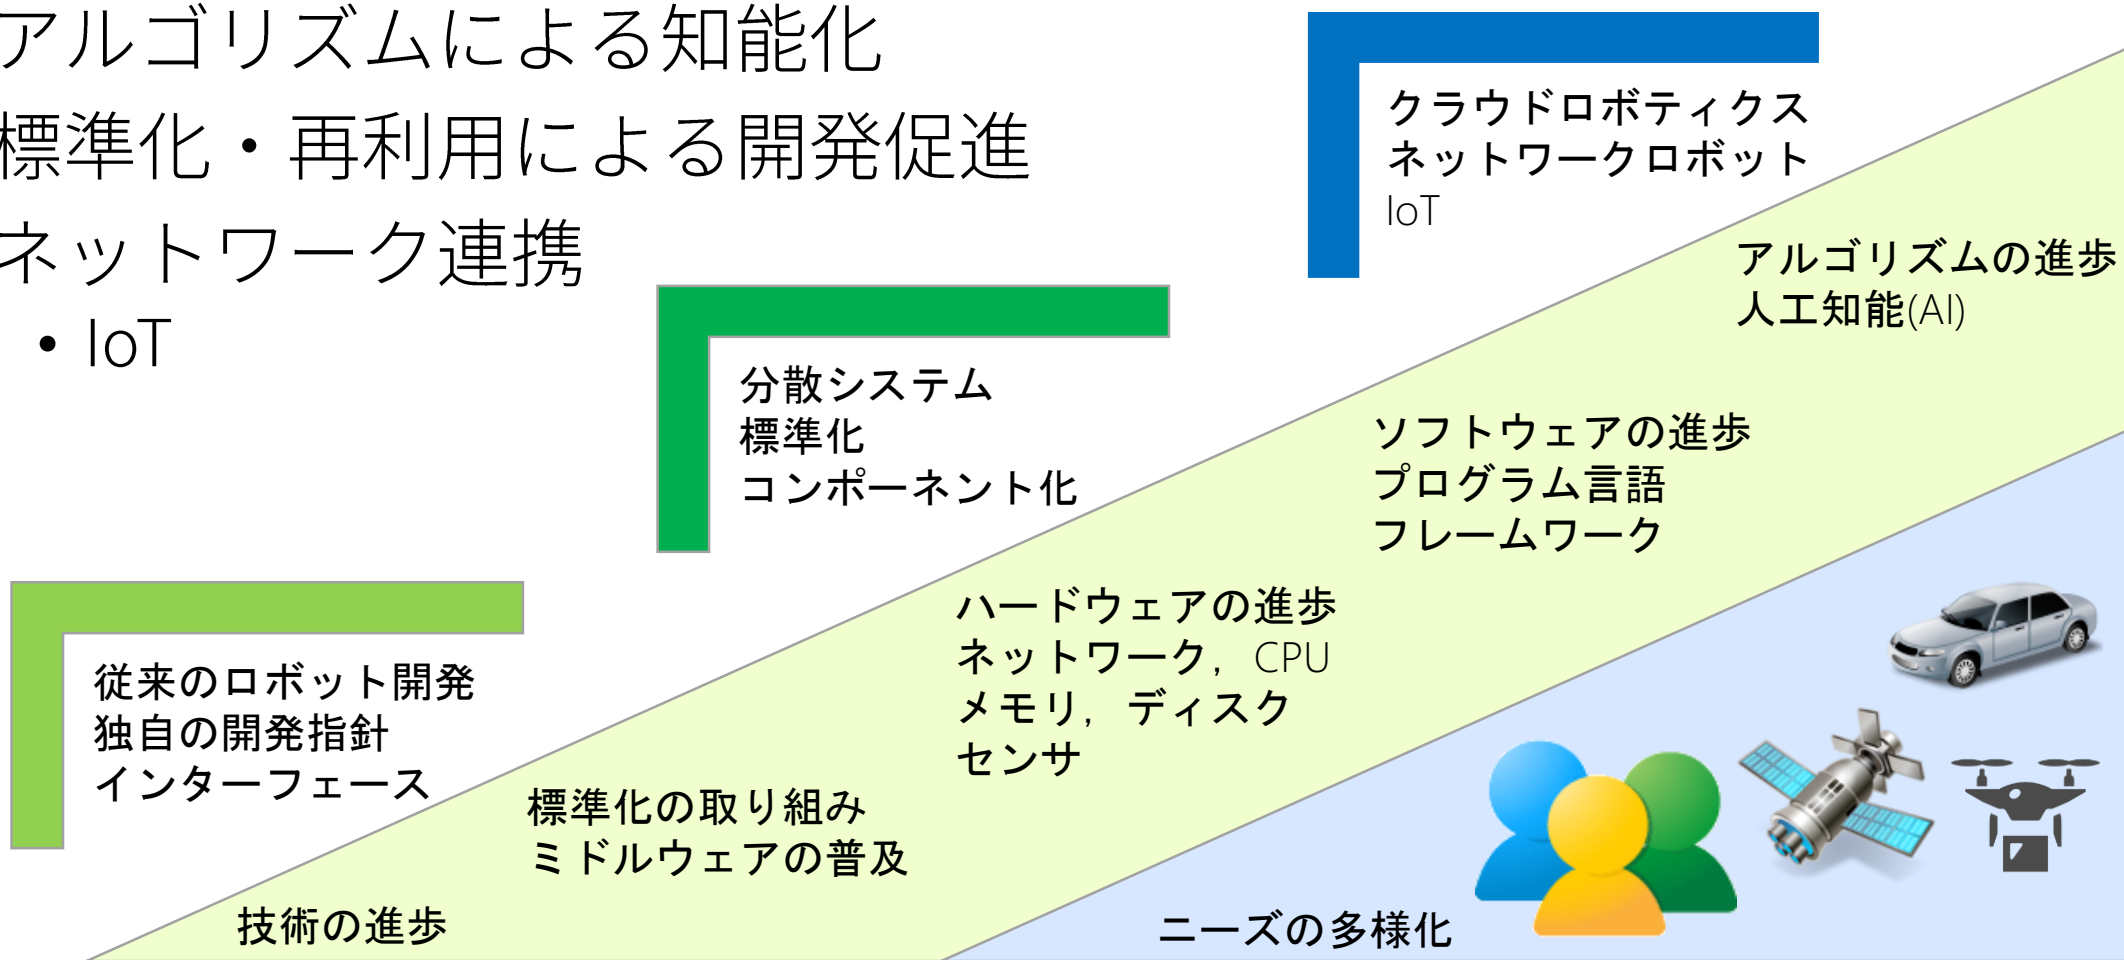 アルゴリズムによる知能化
標準化・再利用による開発促進
ネットワーク連携
• IoT
クラウドロボティクス
ネットワークロボット
IoT
分散システム
標準化
コンポーネント化
従来のロボット開発
独自の開発指針
インターフェース
アルゴリズムの進歩
人工知能(AI)
ソフトウェアの進歩
プログラム言語
フレームワーク
ハードウェアの進歩
ネットワーク，CPU
メモリ，ディスク
センサ
標準化の取り組み
ミドルウェアの普及
技術の進歩
ニーズの多様化